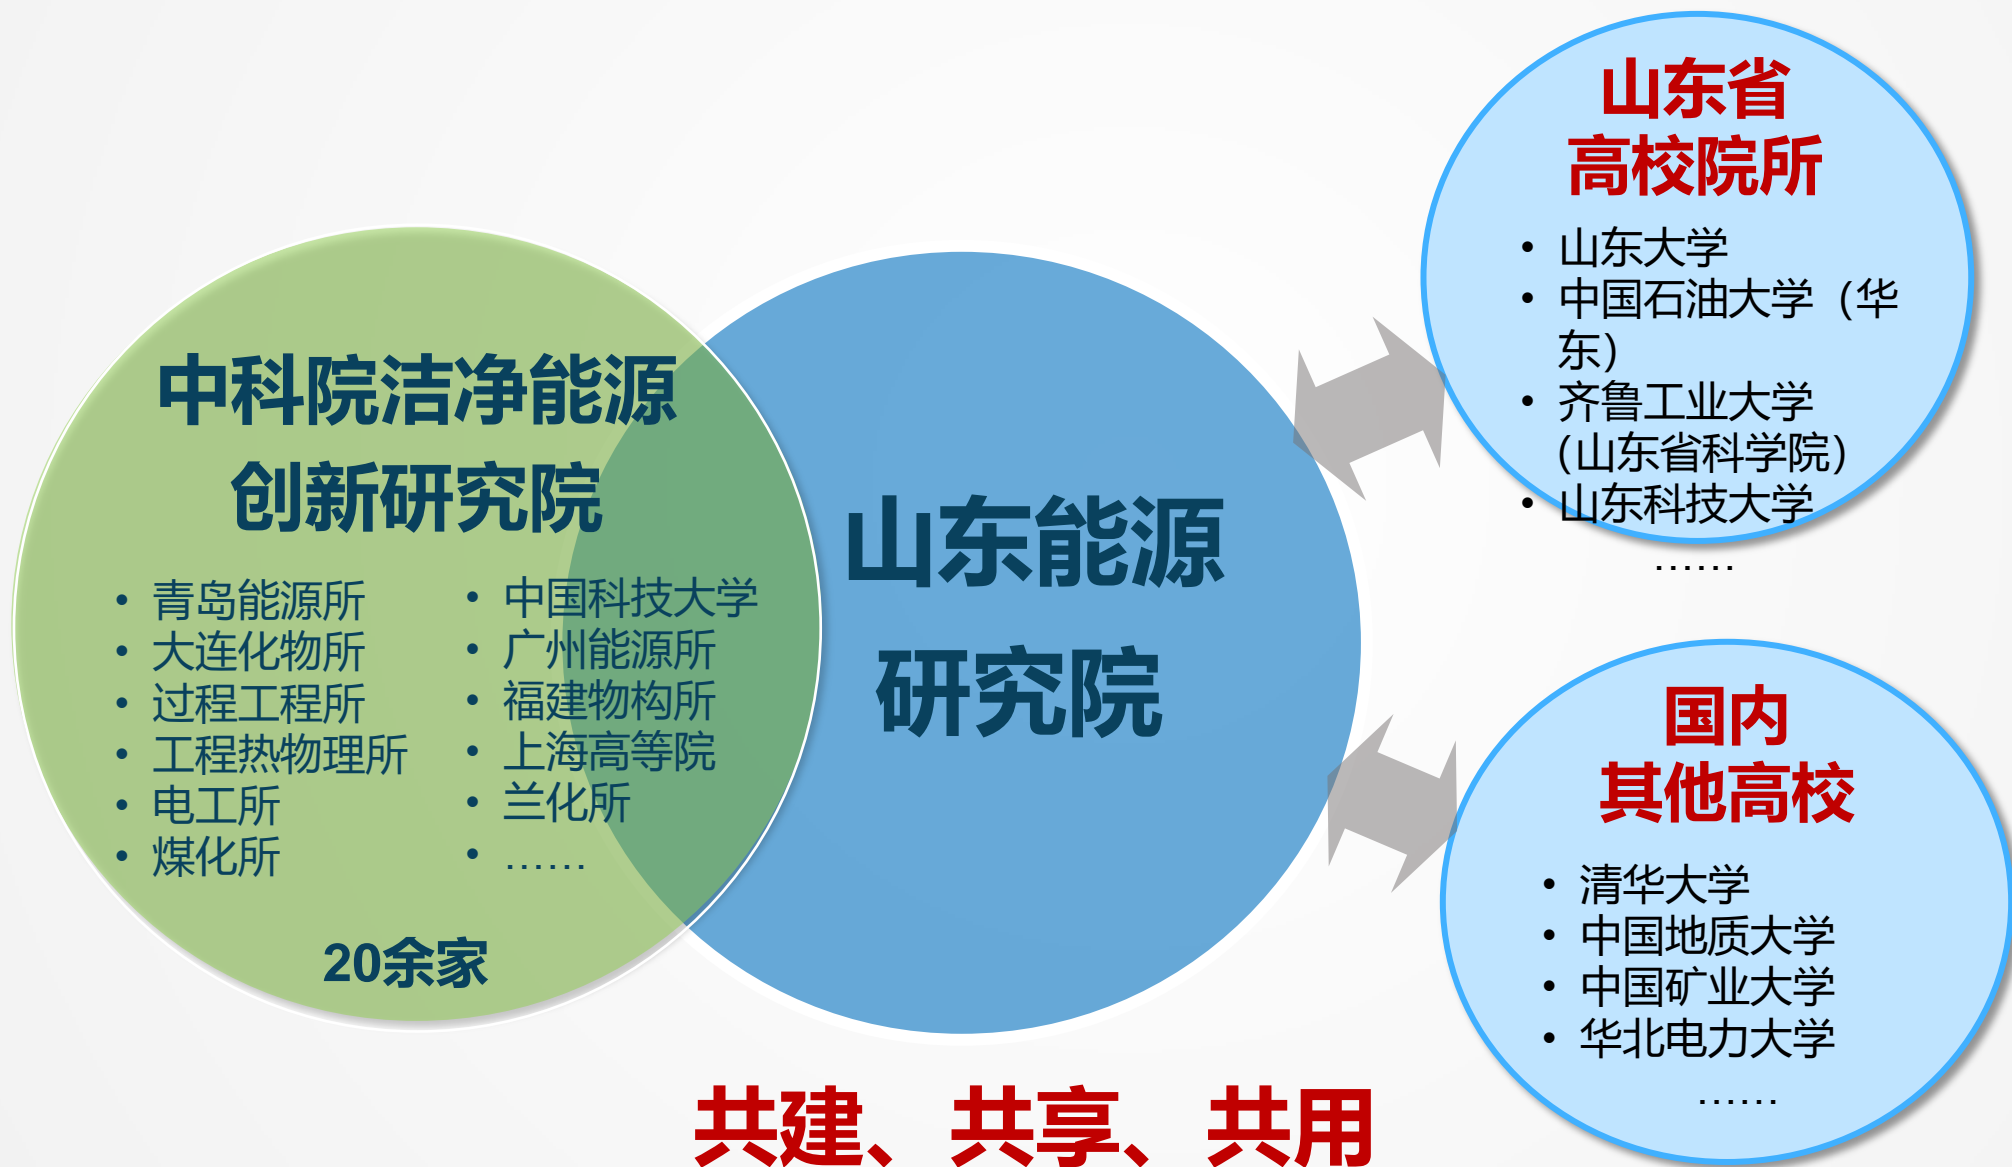 中科院洁净能源
创新研究院
• 青岛能源所
• 大连化物所
• 过程工程所
• 工程热物理所
• 电工所
• 煤化所
• 中国科技大学
• 广州能源所
• 福建物构所
• 上海高等院
• 兰化所
• ……
20余家
山东能源
研究院
山东省
高校院所
• 山东大学
• 中国石油大学（华
东）
• 齐鲁工业大学
（山东省科学院）
• 山东科技大学
……
国内
其他高校
• 清华大学
• 中国地质大学
• 中国矿业大学
• 华北电力大学
……
共建、共享、共用